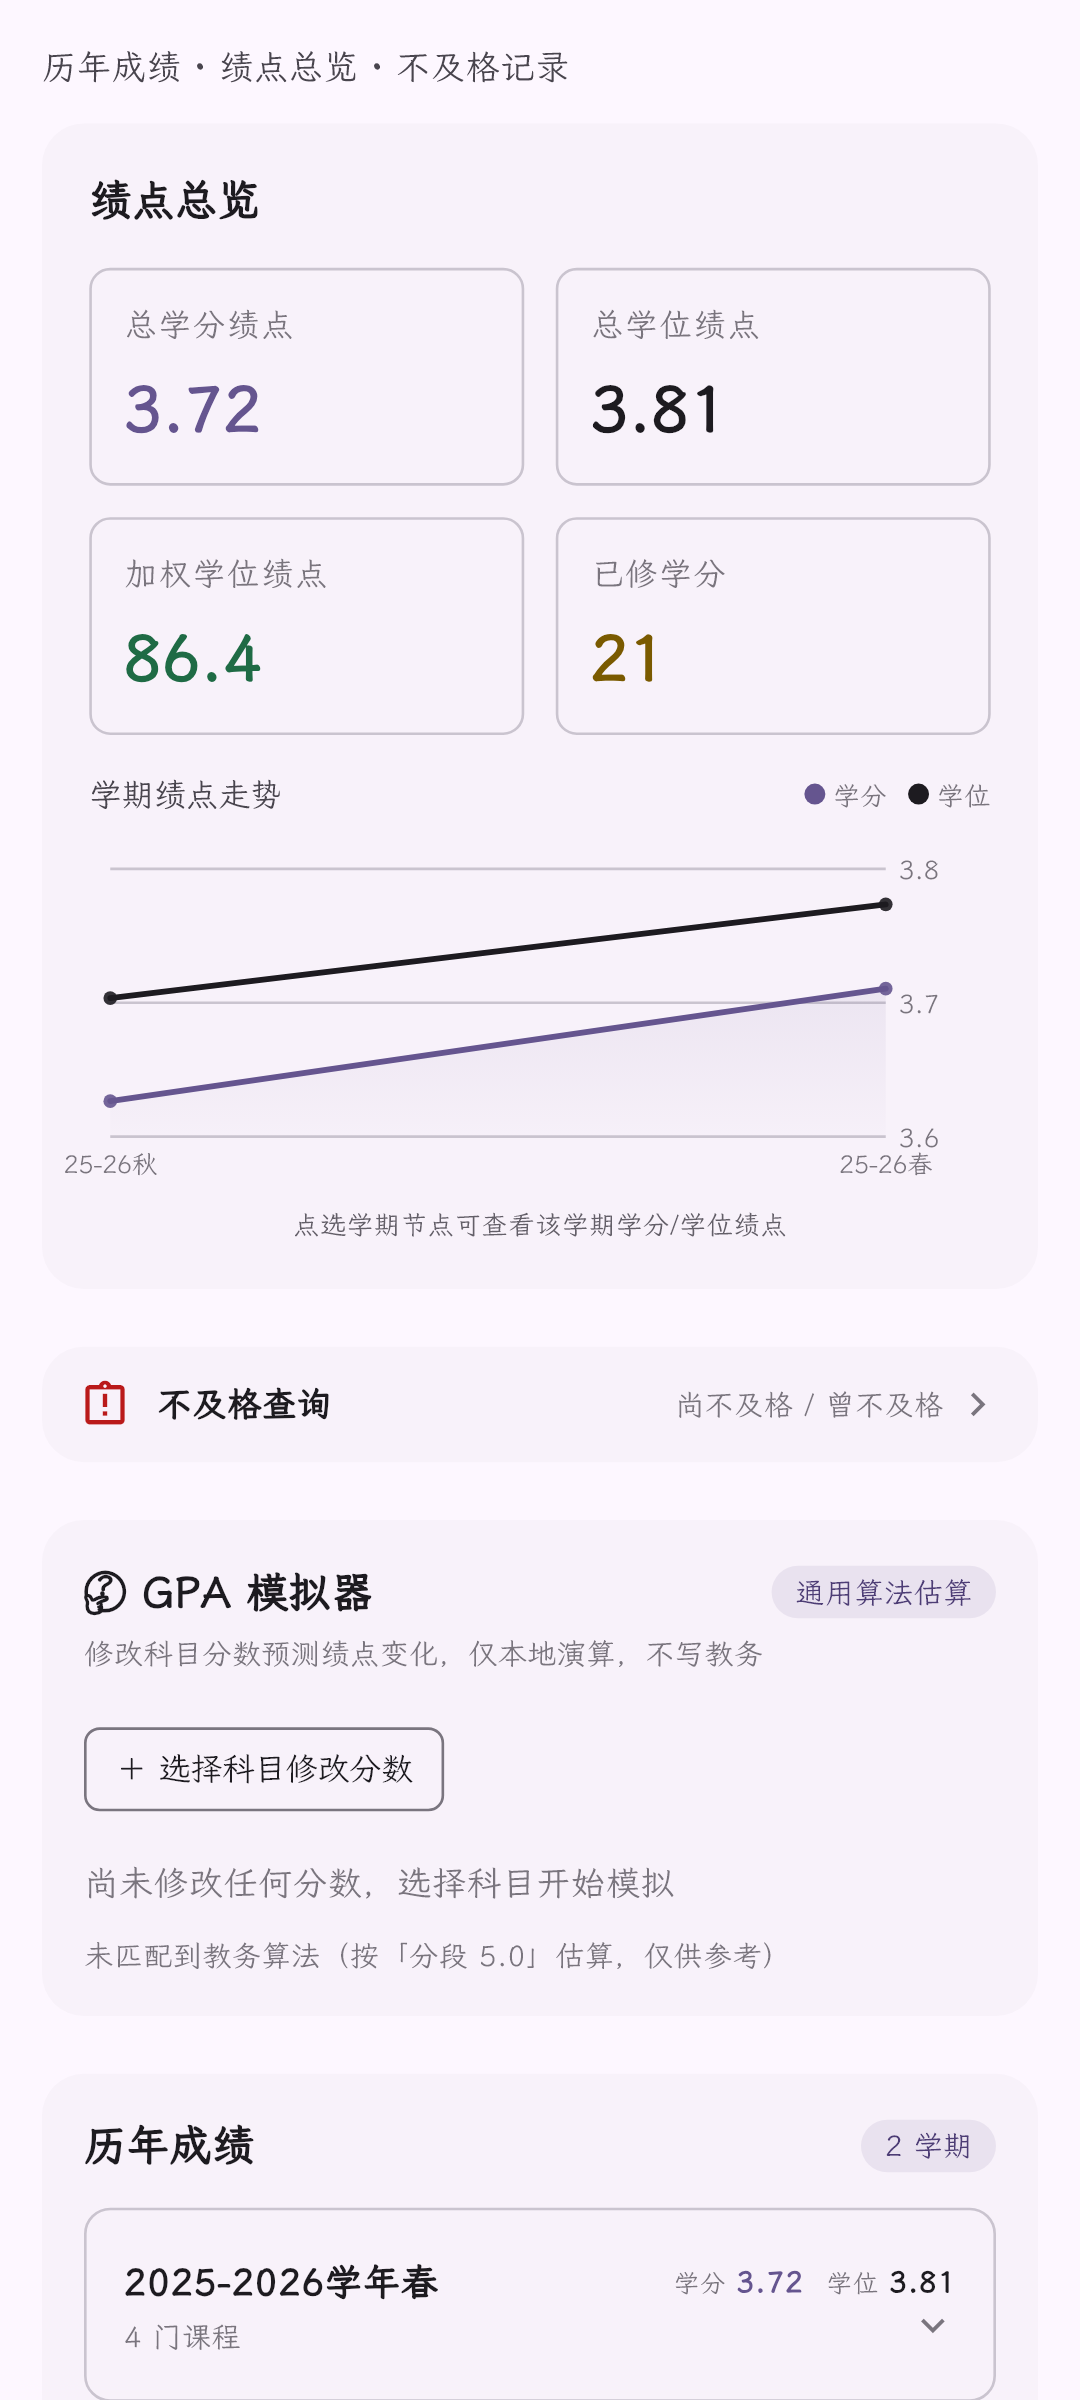 历年成绩・绩点总览・不及格记录
绩点总览
总学分绩点
3.72
总学位绩点
3.81
加权学位绩点
86.4
已修学分
21
学期绩点走势
学分
学位
3.8
3.7
3.6
25-26秋
25-26春
点选学期节点可查看该学期学分/学位绩点
不及格查询
尚不及格 / 曾不及格
GPA 模拟器
通用算法估算
修改科目分数预测绩点变化，仅本地演算，不写教务
+ 选择科目修改分数
尚未修改任何分数，选择科目开始模拟
未匹配到教务算法（按「分段 5.0」估算，仅供参考）
历年成绩
2 学期
2025-2026学年春
学分 3.72 学位 3.81
4 门课程